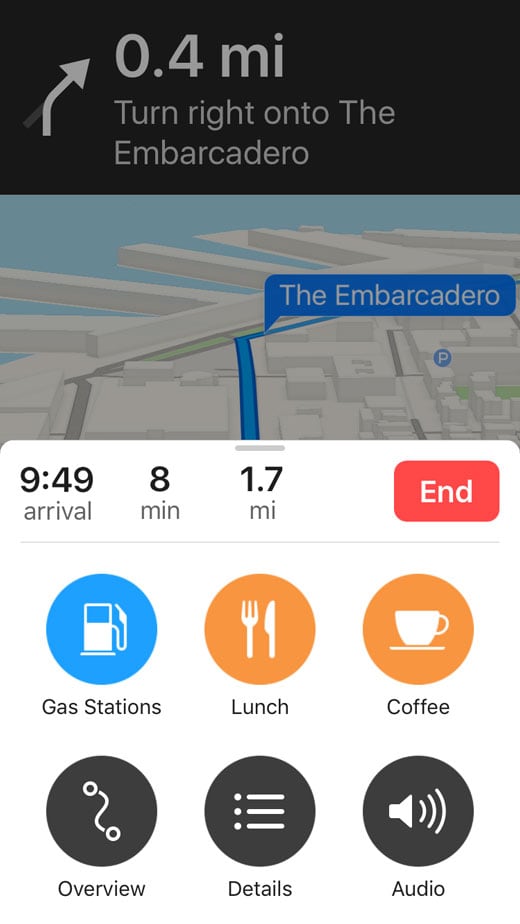 0.4 mi
Turn right onto The
Embarcadero
The Embarcadero
P
9:49 8 1.7
arrival min mi
End
Gas Stations Lunch Coffee
Overview Details Audio